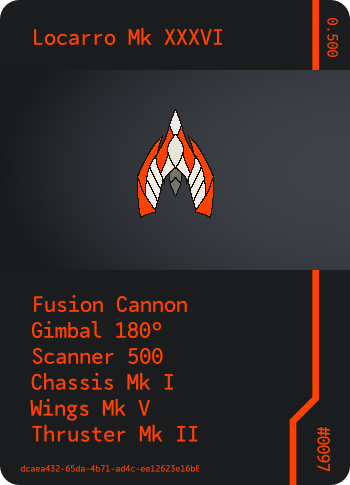 Locarro Mk XXXVI
0.500
Fusion Cannon
Gimbal 180°
Scanner 500
Chassis Mk I
Wings Mk V
Thruster Mk II
#0097
dcaea432-65da-4b71-ad4c-ee12623e16b8